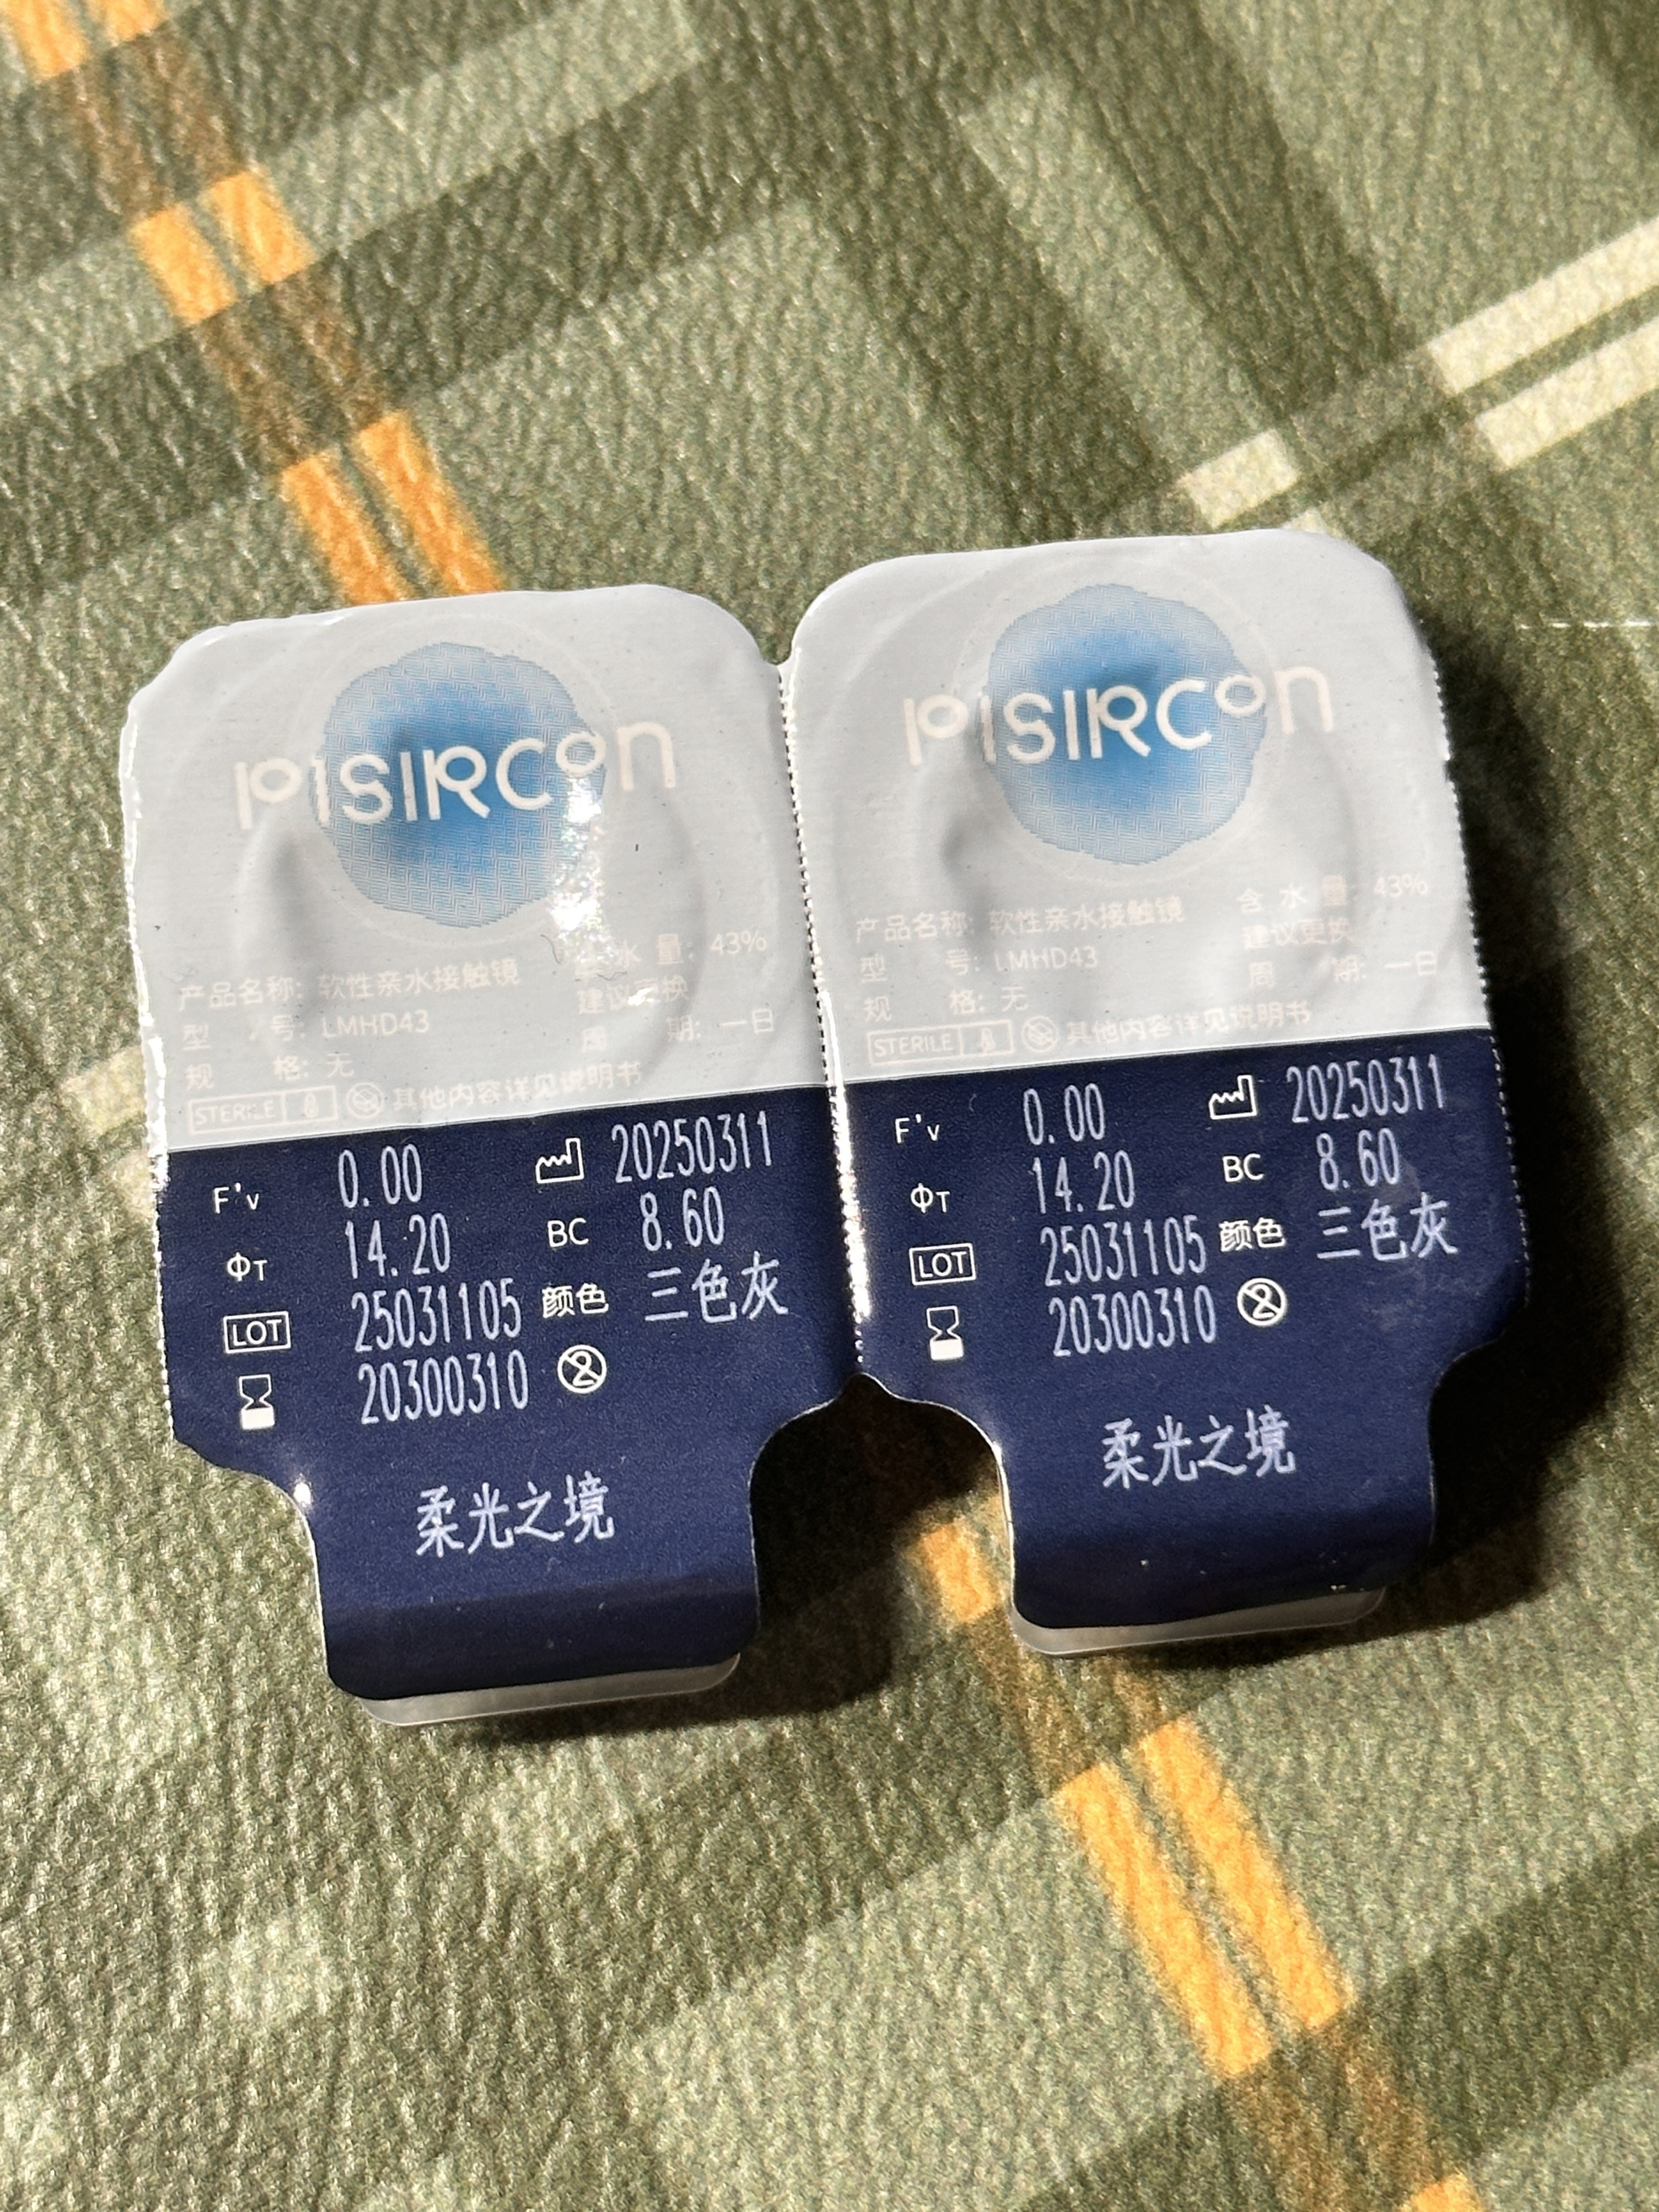 PISIRCON
产品名称: 软性亲水接触镜
水 量: 43%
型 号: LMHD43
建议更换
规 格: 无
周 期: 一日
STERILE 其他内容详见说明书
F'v 0.00 20250311
ΦT 14.20 BC 8.60
LOT 25031105 颜色 三色灰
20300310
柔光之境
PISIRCON
产品名称: 软性亲水接触镜 含 水 量: 43%
型 号: LMHD43 建议更换
规 格: 无 周 期: 一日
STERILE 其他内容详见说明书
F'v 0.00 20250311
ΦT 14.20 BC 8.60
LOT 25031105 颜色 三色灰
20300310
柔光之境